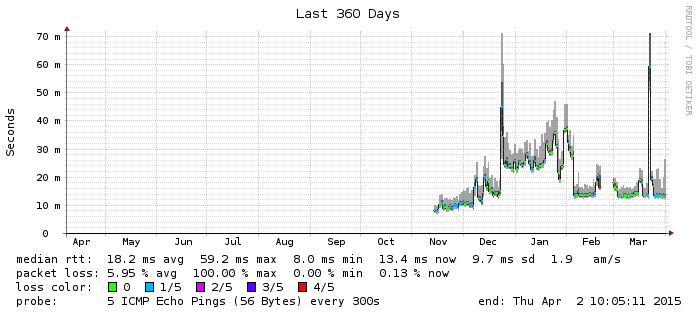 Last 360 Days
RRDTOOL / TOBI OETIKER
Seconds
70 m
60 m
50 m
40 m
30 m
20 m
10 m
0
Apr May Jun Jul Aug Sep Oct Nov Dec Jan Feb Mar
median rtt: 18.2 ms avg 59.2 ms max 8.0 ms min 13.4 ms now 9.7 ms sd 1.9 am/s
packet loss: 5.95 % avg 100.00 % max 0.00 % min 0.13 % now
loss color: 0 1/5 2/5 3/5 4/5
probe: 5 ICMP Echo Pings (56 Bytes) every 300s end: Thu Apr 2 10:05:11 2015